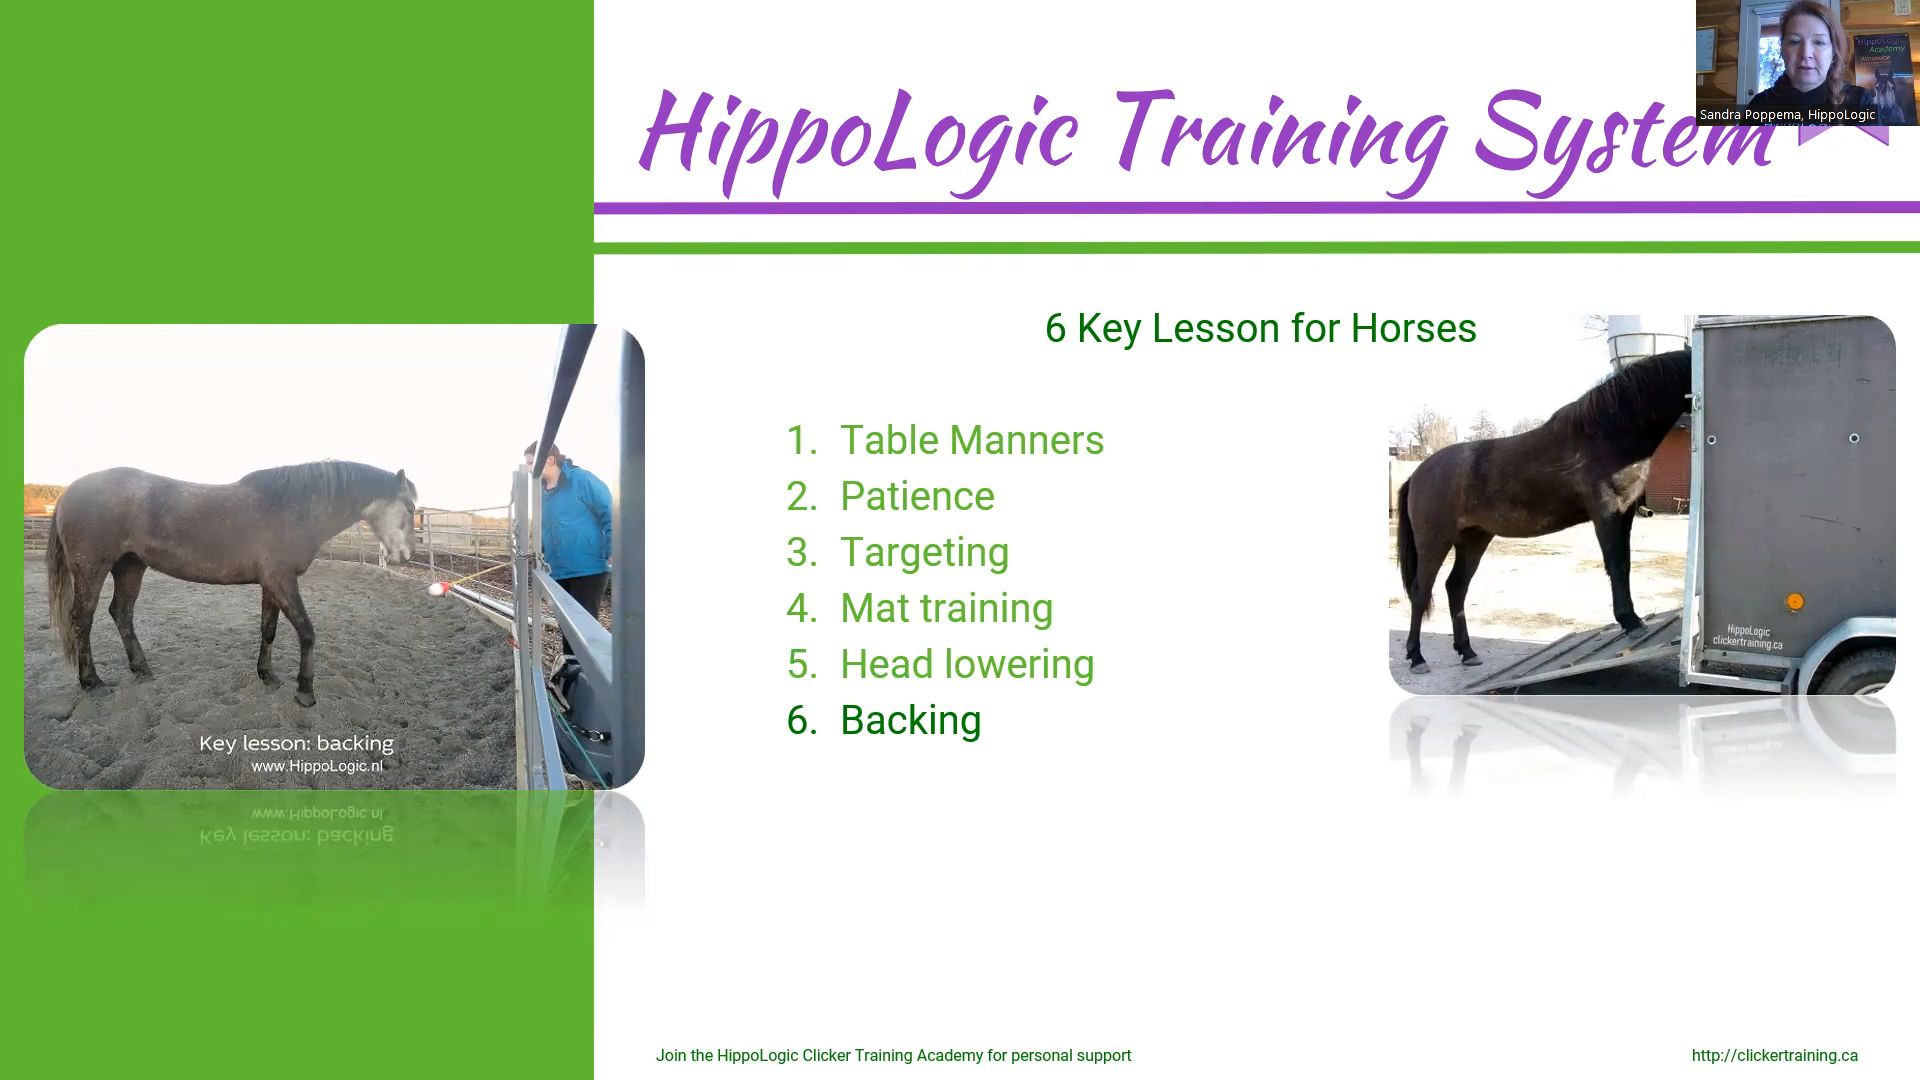 HippoLogic Training System
Sandra Poppema, HippoLogic
HippoLogic
Academy
6 Key Lesson for Horses
1. Table Manners
2. Patience
3. Targeting
4. Mat training
5. Head lowering
6. Backing
Key lesson: backing
www.HippoLogic.nl
HippoLogic
clickertraining.ca
Join the HippoLogic Clicker Training Academy for personal support
http://clickertraining.ca